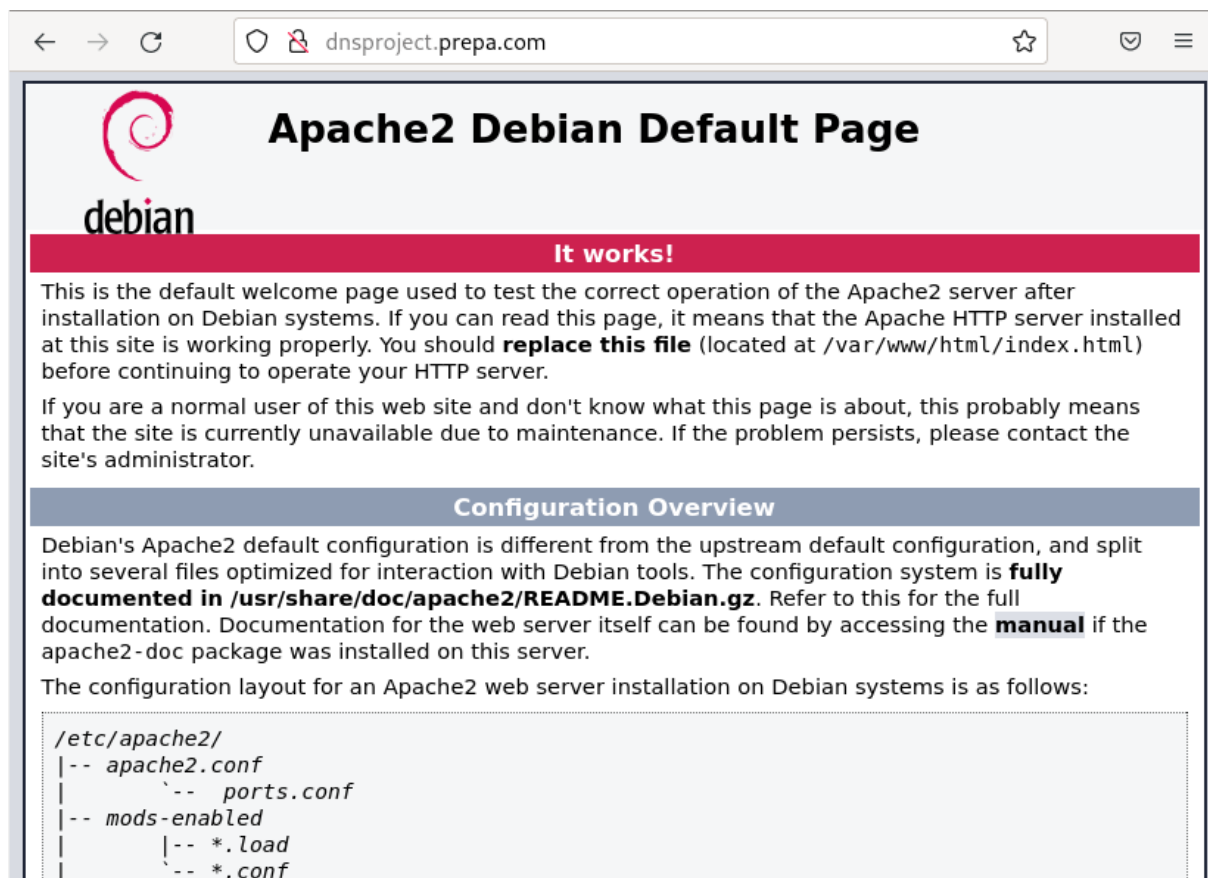 dnsproject.prepa.com
debian
Apache2 Debian Default Page
It works!
This is the default welcome page used to test the correct operation of the Apache2 server after
installation on Debian systems. If you can read this page, it means that the Apache HTTP server installed
at this site is working properly. You should replace this file (located at /var/www/html/index.html)
before continuing to operate your HTTP server.
If you are a normal user of this web site and don't know what this page is about, this probably means
that the site is currently unavailable due to maintenance. If the problem persists, please contact the
site's administrator.
Configuration Overview
Debian's Apache2 default configuration is different from the upstream default configuration, and split
into several files optimized for interaction with Debian tools. The configuration system is fully
documented in /usr/share/doc/apache2/README.Debian.gz. Refer to this for the full
documentation. Documentation for the web server itself can be found by accessing the manual if the
apache2-doc package was installed on this server.
The configuration layout for an Apache2 web server installation on Debian systems is as follows:
/etc/apache2/
|-- apache2.conf
|       `--  ports.conf
|-- mods-enabled
|       |-- *.load
|       `-- *.conf